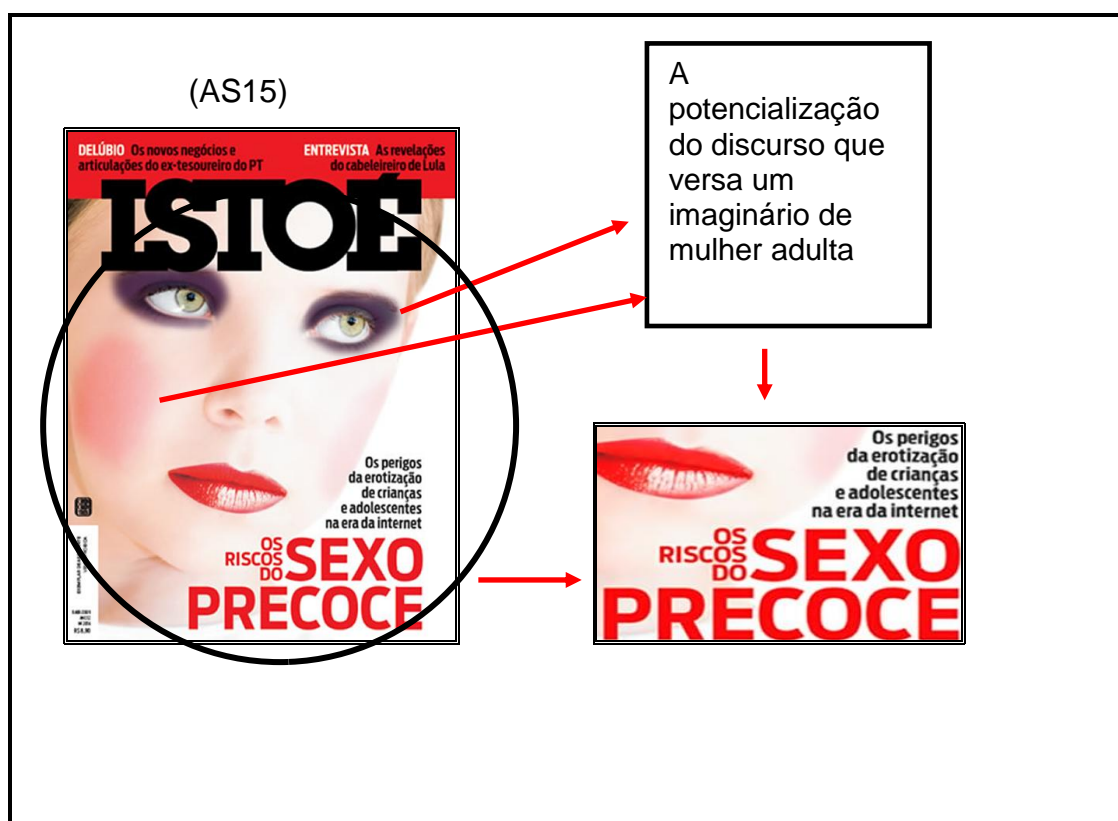 (AS15)
DELÚBIO Os novos negócios e
articulações do ex-tesoureiro do PT
ENTREVISTA As revelações
do cabeleireiro de Lula
ISTOÉ
Os perigos
da erotização
de crianças
e adolescentes
na era da internet
OS
RISCOS
DO
SEXO
PRECOCE
A
potencialização
do discurso que
versa um
imaginário de
mulher adulta
Os perigos
da erotização
de crianças
e adolescentes
na era da internet
OS
RISCOS
DO
SEXO
PRECOCE